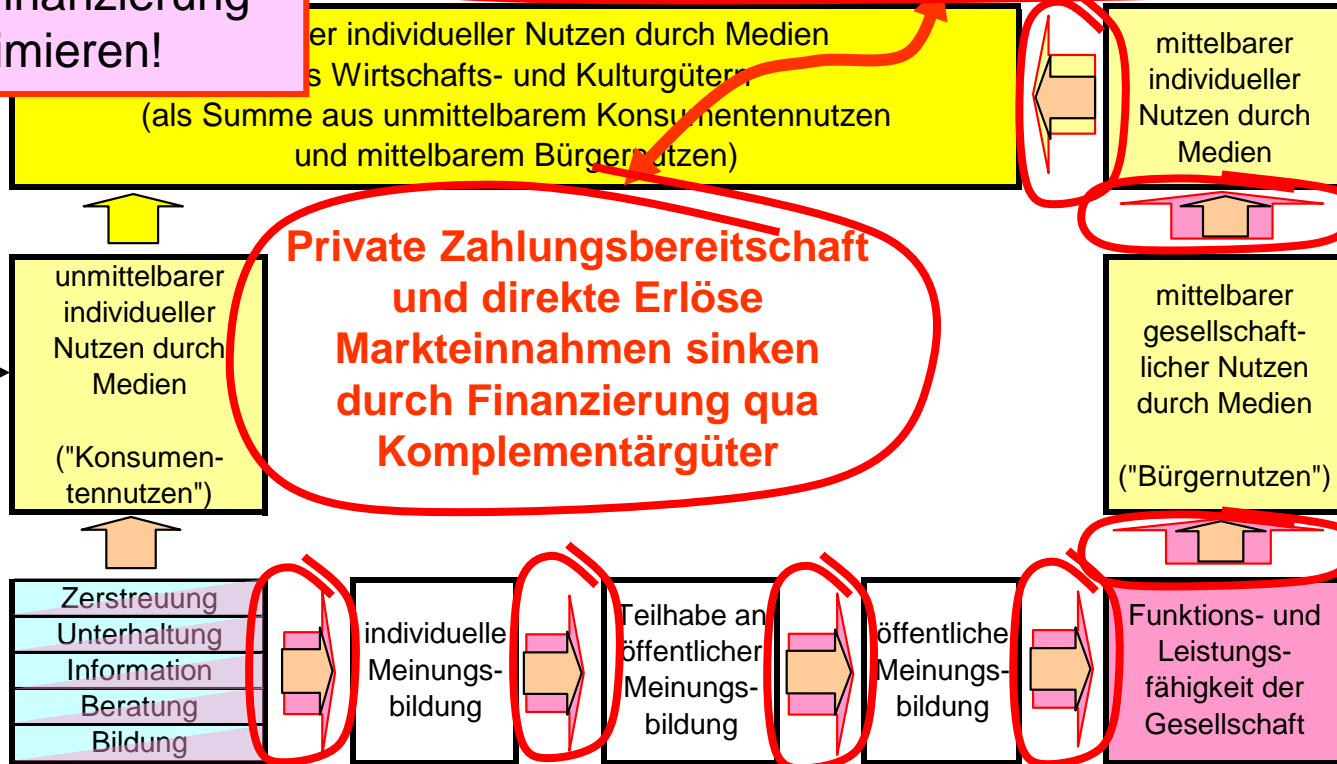 nanzierung
imieren!
er individueller Nutzen durch Medien
s Wirtschafts- und Kulturgütern
(als Summe aus unmittelbarem Konsumentennutzen
und mittelbarem Bürgernutzen)
mittelbarer
individueller
Nutzen durch
Medien
unmittelbarer
individueller
Nutzen durch
Medien
("Konsumen-
tennutzen")
Private Zahlungsbereitschaft
und direkte Erlöse
Markteinnahmen sinken
durch Finanzierung qua
Komplementärgüter
mittelbarer
gesellschaft-
licher Nutzen
durch Medien
("Bürgernutzen")
Zerstreuung
Unterhaltung
Information
Beratung
Bildung
individuelle
Meinungs-
bildung
Teilhabe an
öffentlicher
Meinungs-
bildung
öffentliche
Meinungs-
bildung
Funktions- und
Leistungs-
fähigkeit der
Gesellschaft